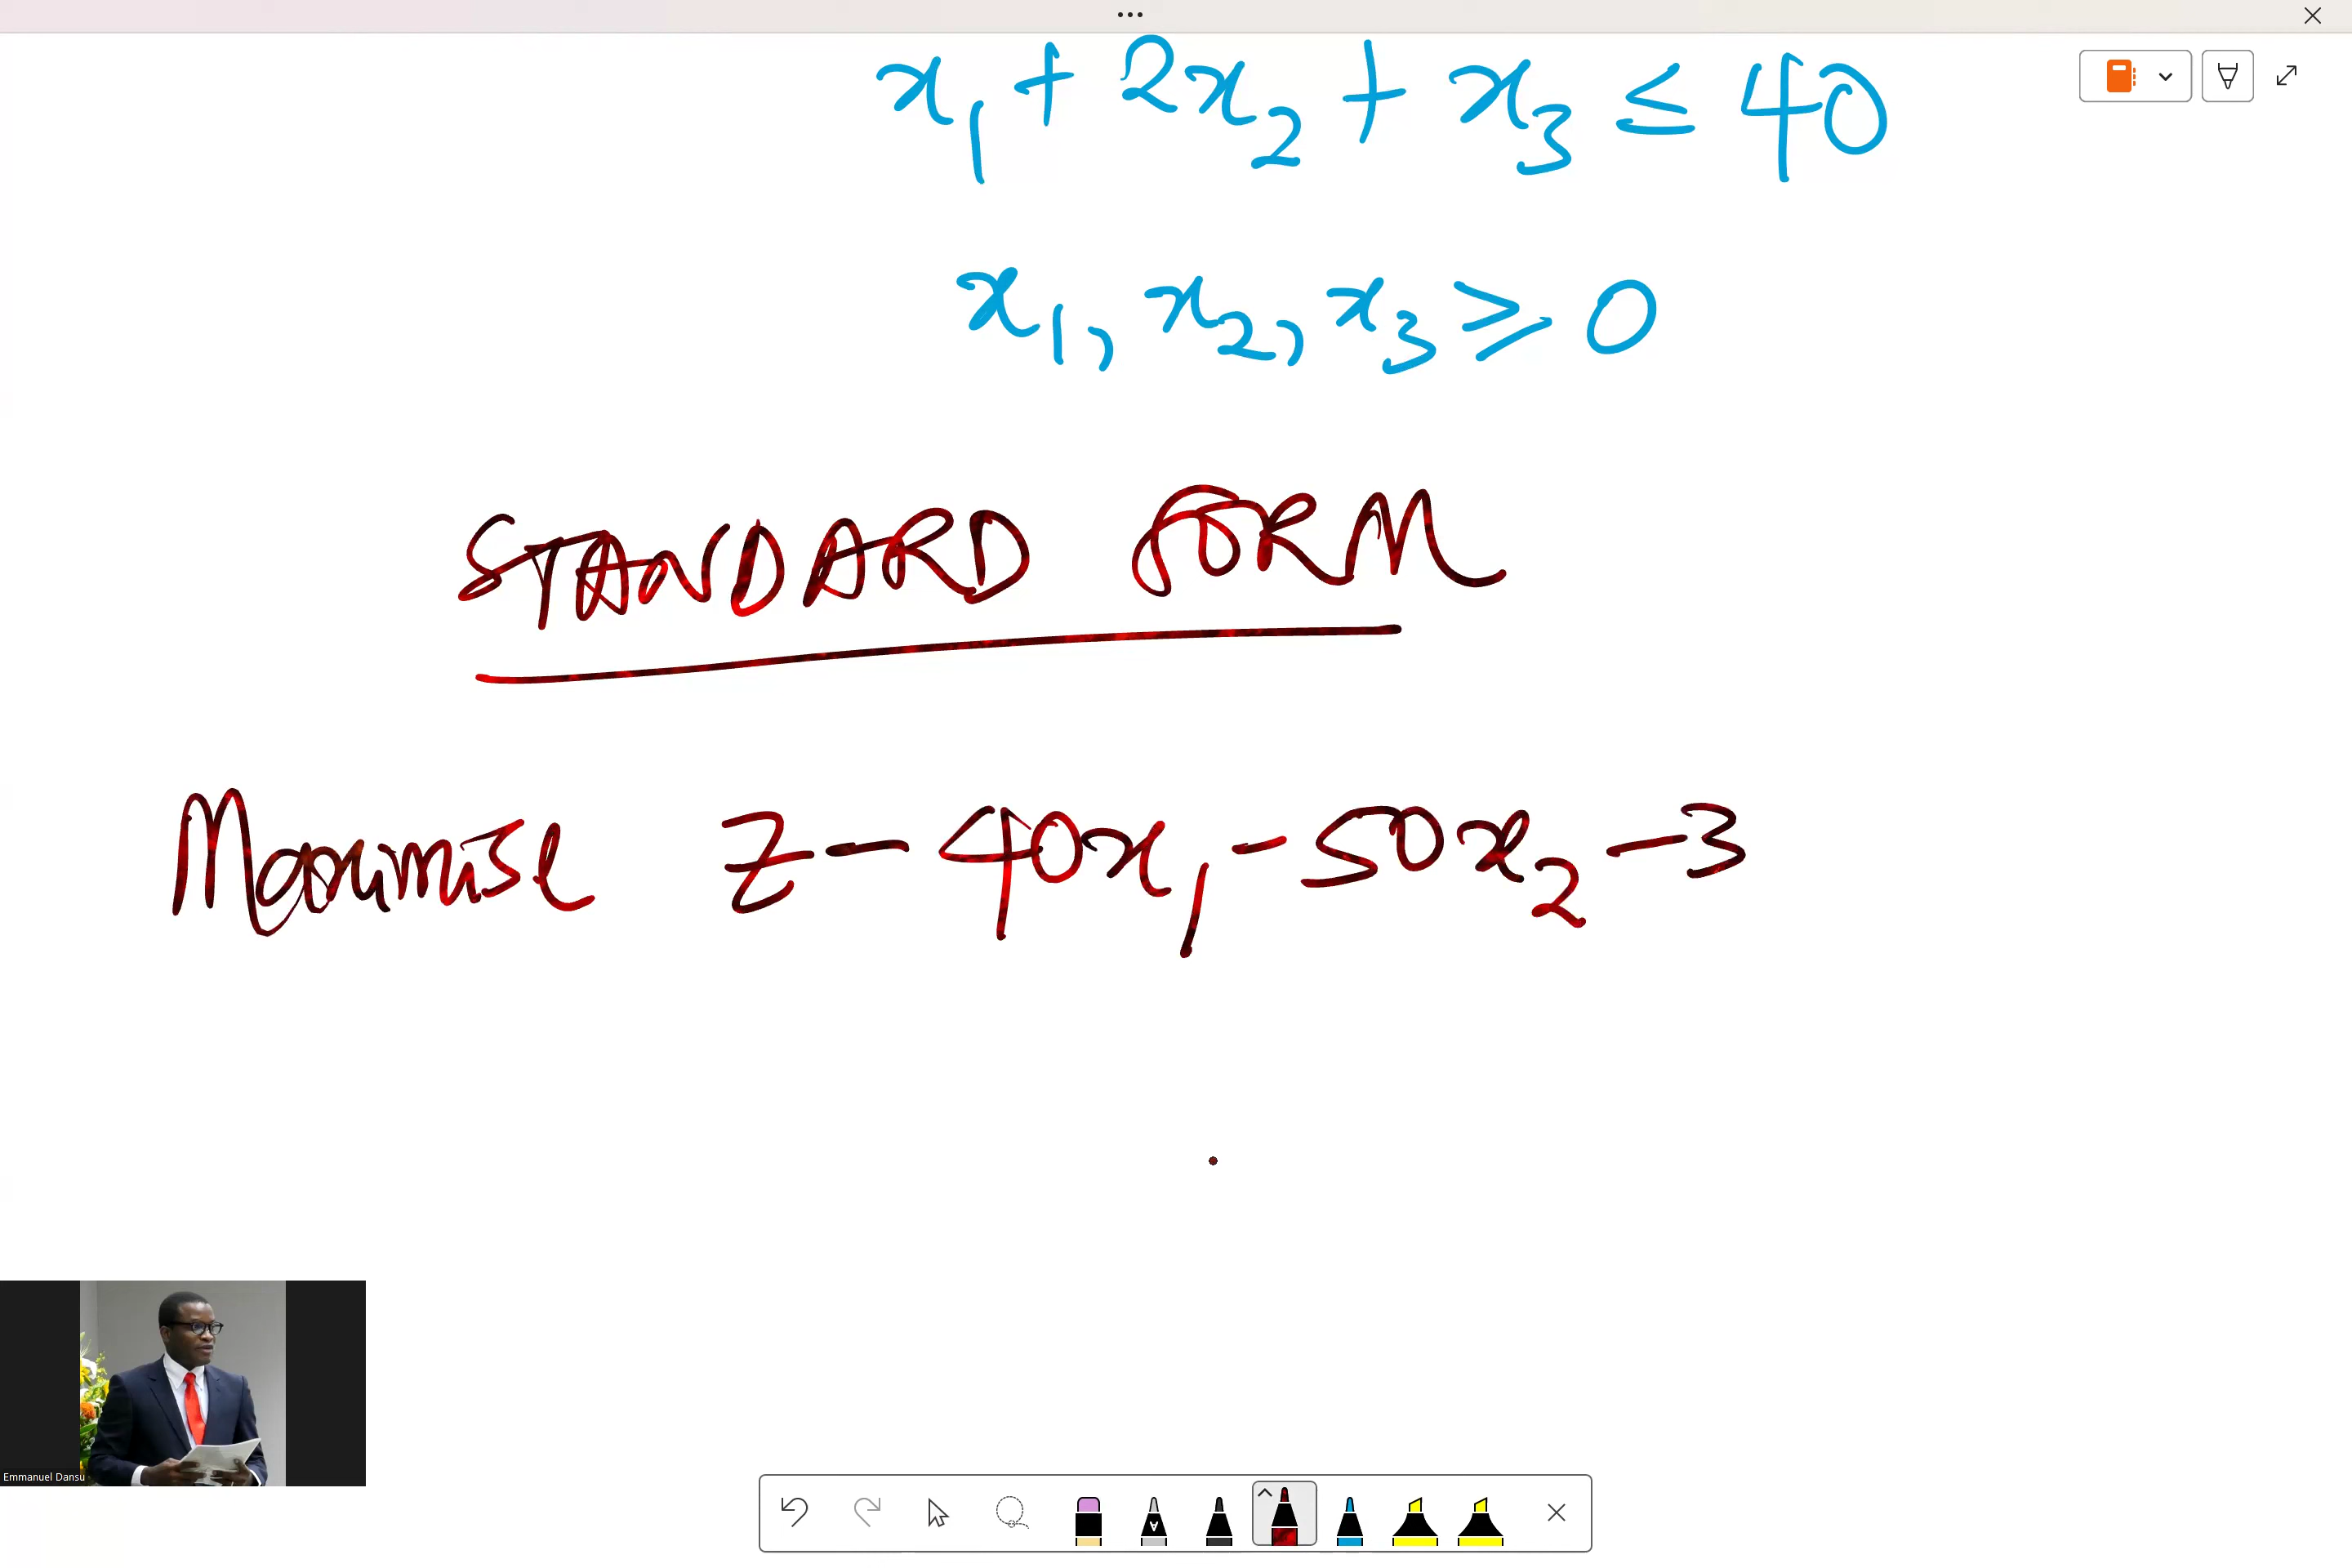 x₁ + 2x₂ + x₃ ≤ 40
x₁, x₂, x₃ ≥ 0
STANDARD FORM
Maximise z - 40x₁ - 50x₂ - 3
Emmanuel Dansu